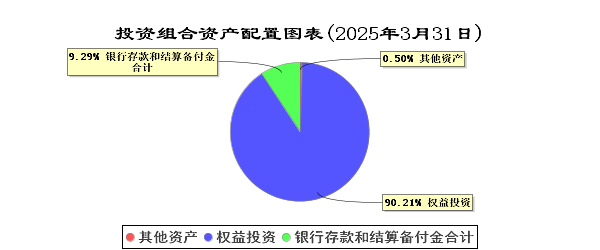 投资组合资产配置图表(2025年3月31日)
9.29% 银行存款和结算备付金
合计
0.50% 其他资产
90.21% 权益投资
其他资产 权益投资 银行存款和结算备付金合计